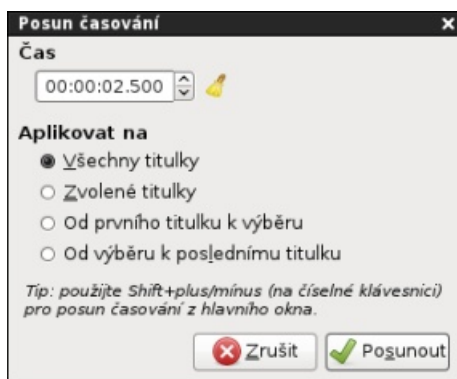 Posun časování
Čas
00:00:02.500
Aplikovat na
Všechny titulky
Zvolené titulky
Od prvního titulku k výběru
Od výběru k poslednímu titulku
Tip: použijte Shift+plus/mínus (na číselné klávesnici)
pro posun časování z hlavního okna.
Zrušit Posunout